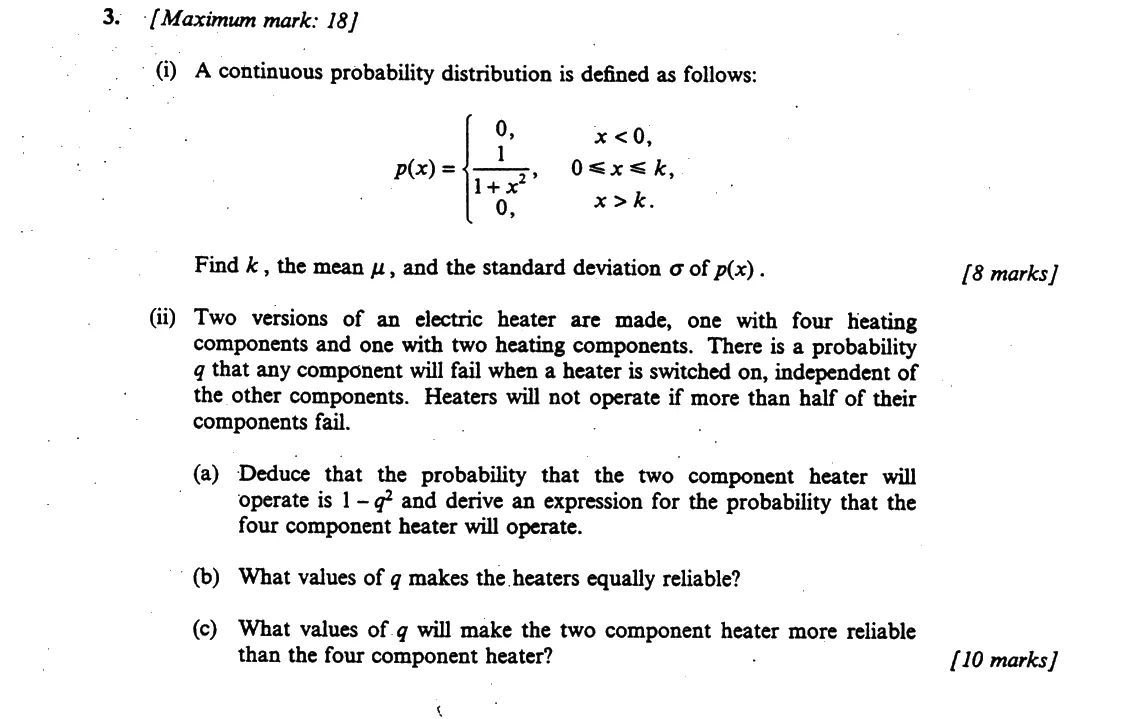 3. [Maximum mark: 18]
(i) A continuous probability distribution is defined as follows:
p(x) = { 0, x < 0,
1/(1 + x²), 0 ⩽ x ⩽ k,
0, x > k.
Find k , the mean μ , and the standard deviation σ of p(x) . [8 marks]
(ii) Two versions of an electric heater are made, one with four heating
components and one with two heating components. There is a probability
q that any component will fail when a heater is switched on, independent of
the other components. Heaters will not operate if more than half of their
components fail.
(a) Deduce that the probability that the two component heater will
operate is 1 – q² and derive an expression for the probability that the
four component heater will operate.
(b) What values of q makes the heaters equally reliable?
(c) What values of q will make the two component heater more reliable
than the four component heater? [10 marks]